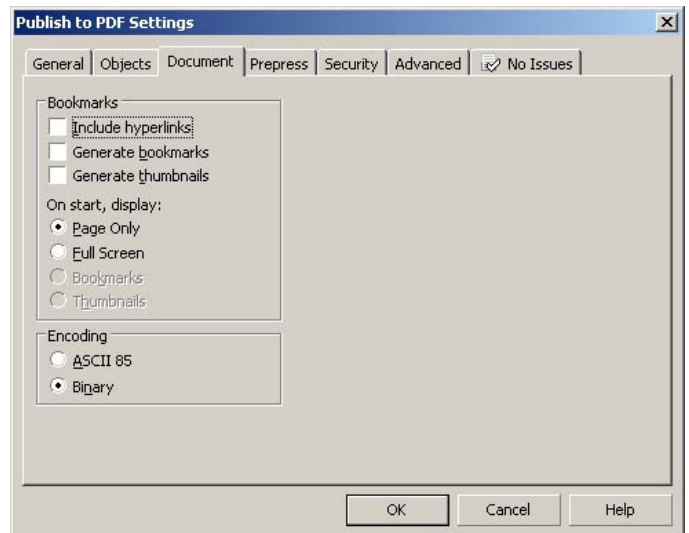 Publish to PDF Settings
General Objects Document Prepress Security Advanced No Issues
Bookmarks
Include hyperlinks
Generate bookmarks
Generate thumbnails
On start, display:
Page Only
Full Screen
Bookmarks
Thumbnails
Encoding
ASCII 85
Binary
OK Cancel Help